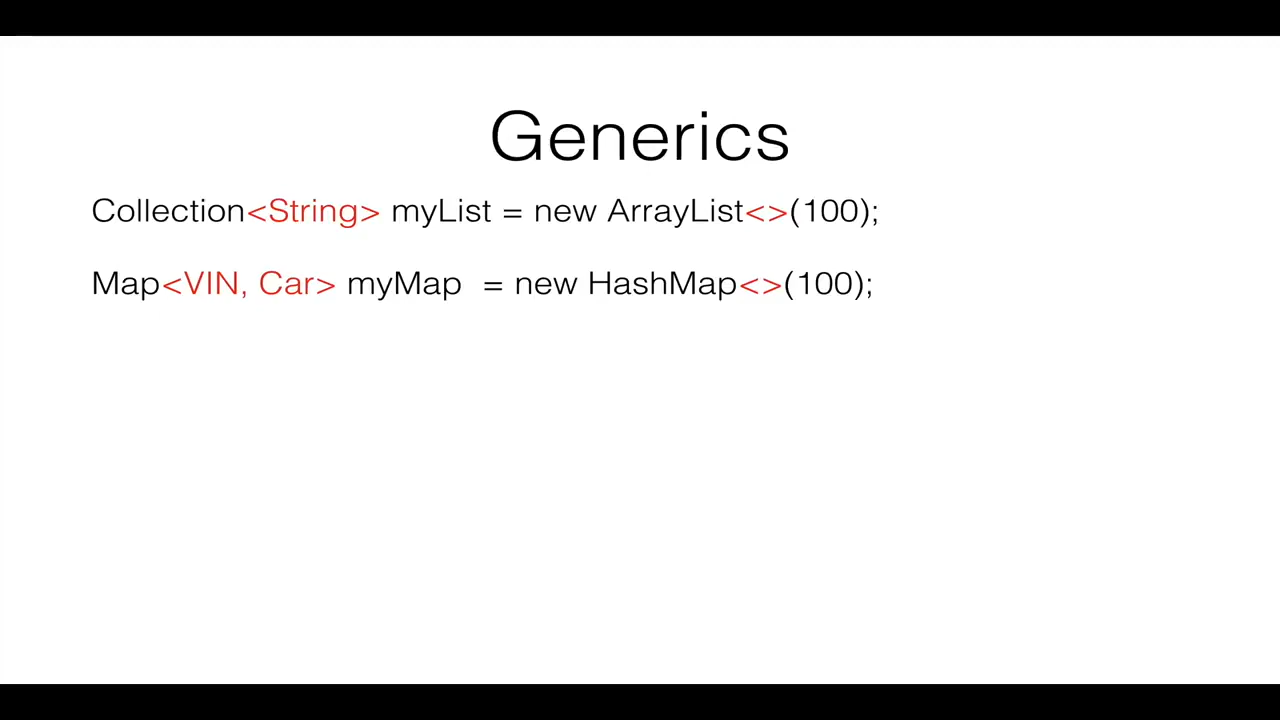 Generics
Collection<String> myList = new ArrayList<>(100);
Map<VIN, Car> myMap  = new HashMap<>(100);